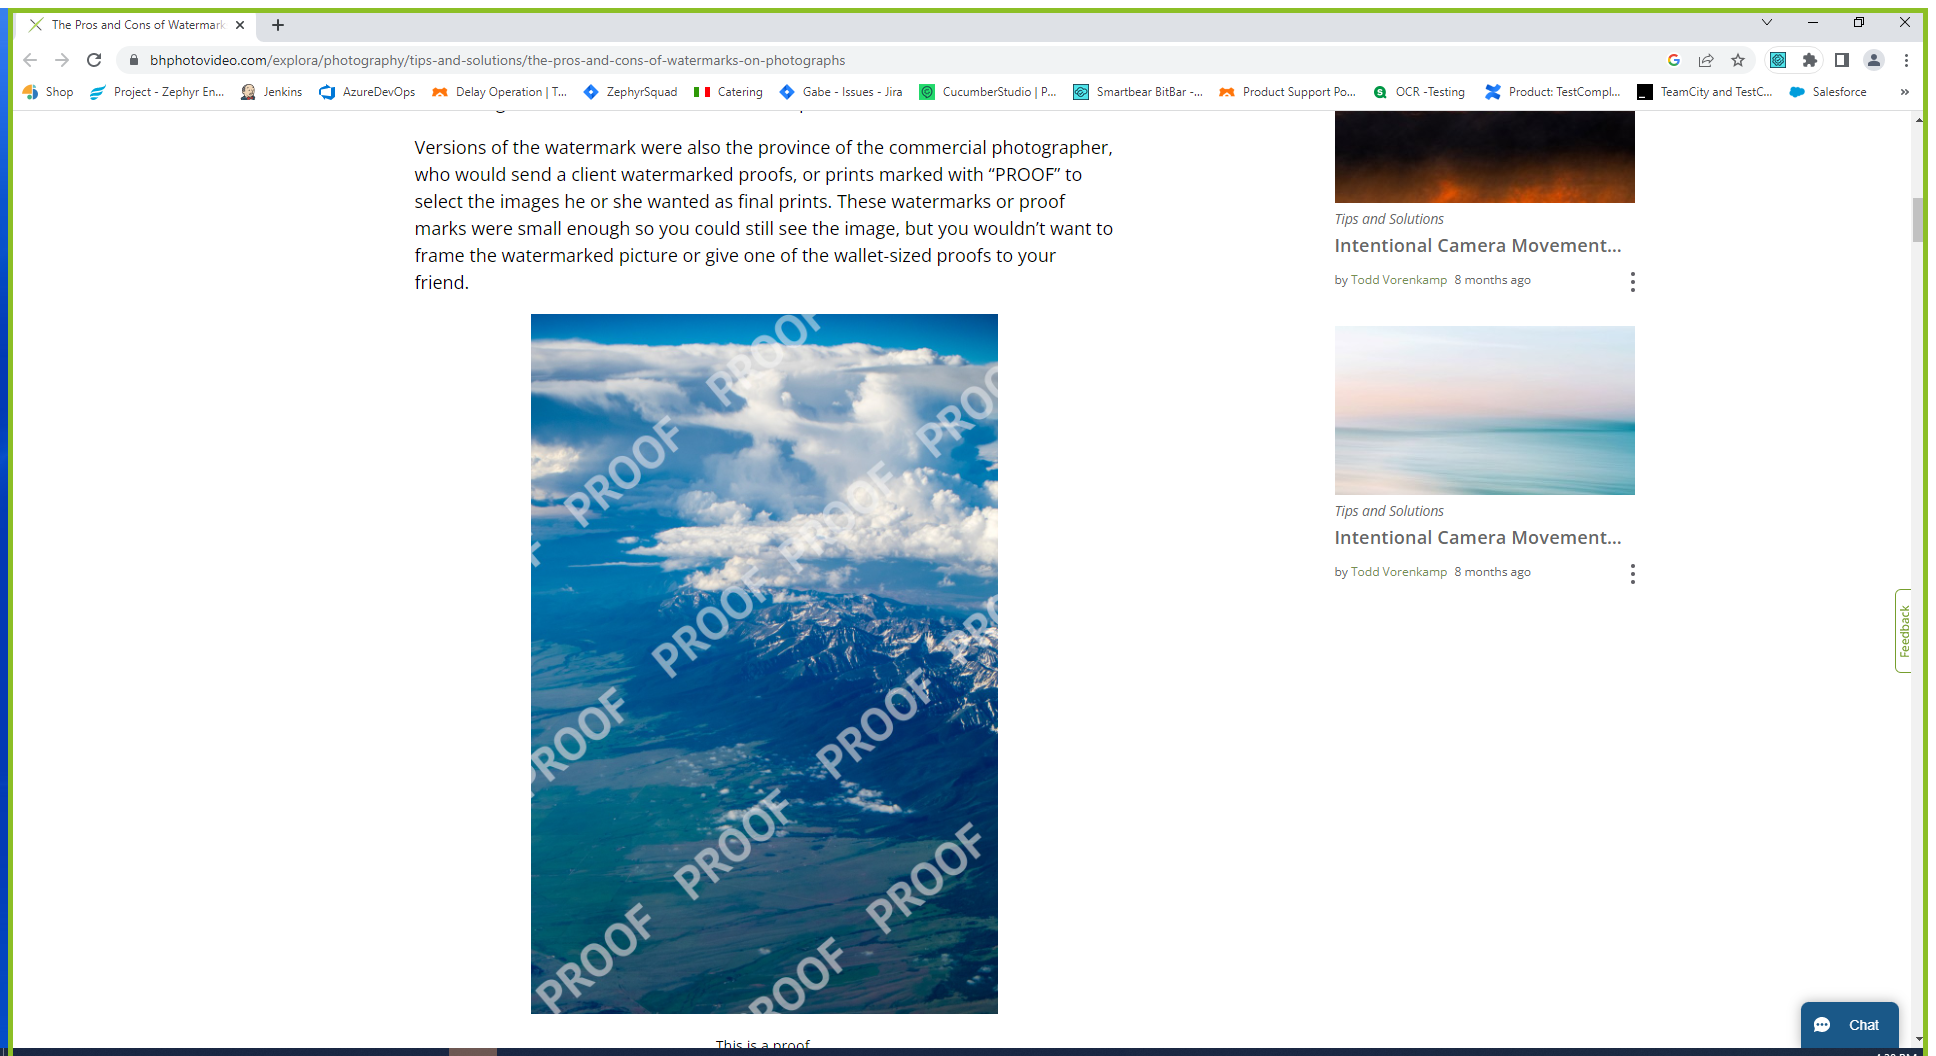 The Pros and Cons of Watermark
bhphotovideo.com/explora/photography/tips-and-solutions/the-pros-and-cons-of-watermarks-on-photographs
Shop
Project - Zephyr En...
Jenkins
AzureDevOps
Delay Operation | T...
ZephyrSquad
Catering
Gabe - Issues - Jira
CucumberStudio | P...
Smartbear BitBar -...
Product Support Po...
OCR -Testing
Product: TestCompl...
TeamCity and TestC...
Salesforce
»
Versions of the watermark were also the province of the commercial photographer,
who would send a client watermarked proofs, or prints marked with “PROOF” to
select the images he or she wanted as final prints. These watermarks or proof
marks were small enough so you could still see the image, but you wouldn’t want to
frame the watermarked picture or give one of the wallet-sized proofs to your
friend.
PROOF
PROOF
PROOF
PROOF
PROOF
PROOF
PROOF
PROOF
PROOF
PROOF
PROOF
This is a proof
Tips and Solutions
Intentional Camera Movement...
by Todd Vorenkamp 8 months ago
Tips and Solutions
Intentional Camera Movement...
by Todd Vorenkamp 8 months ago
Feedback
Chat